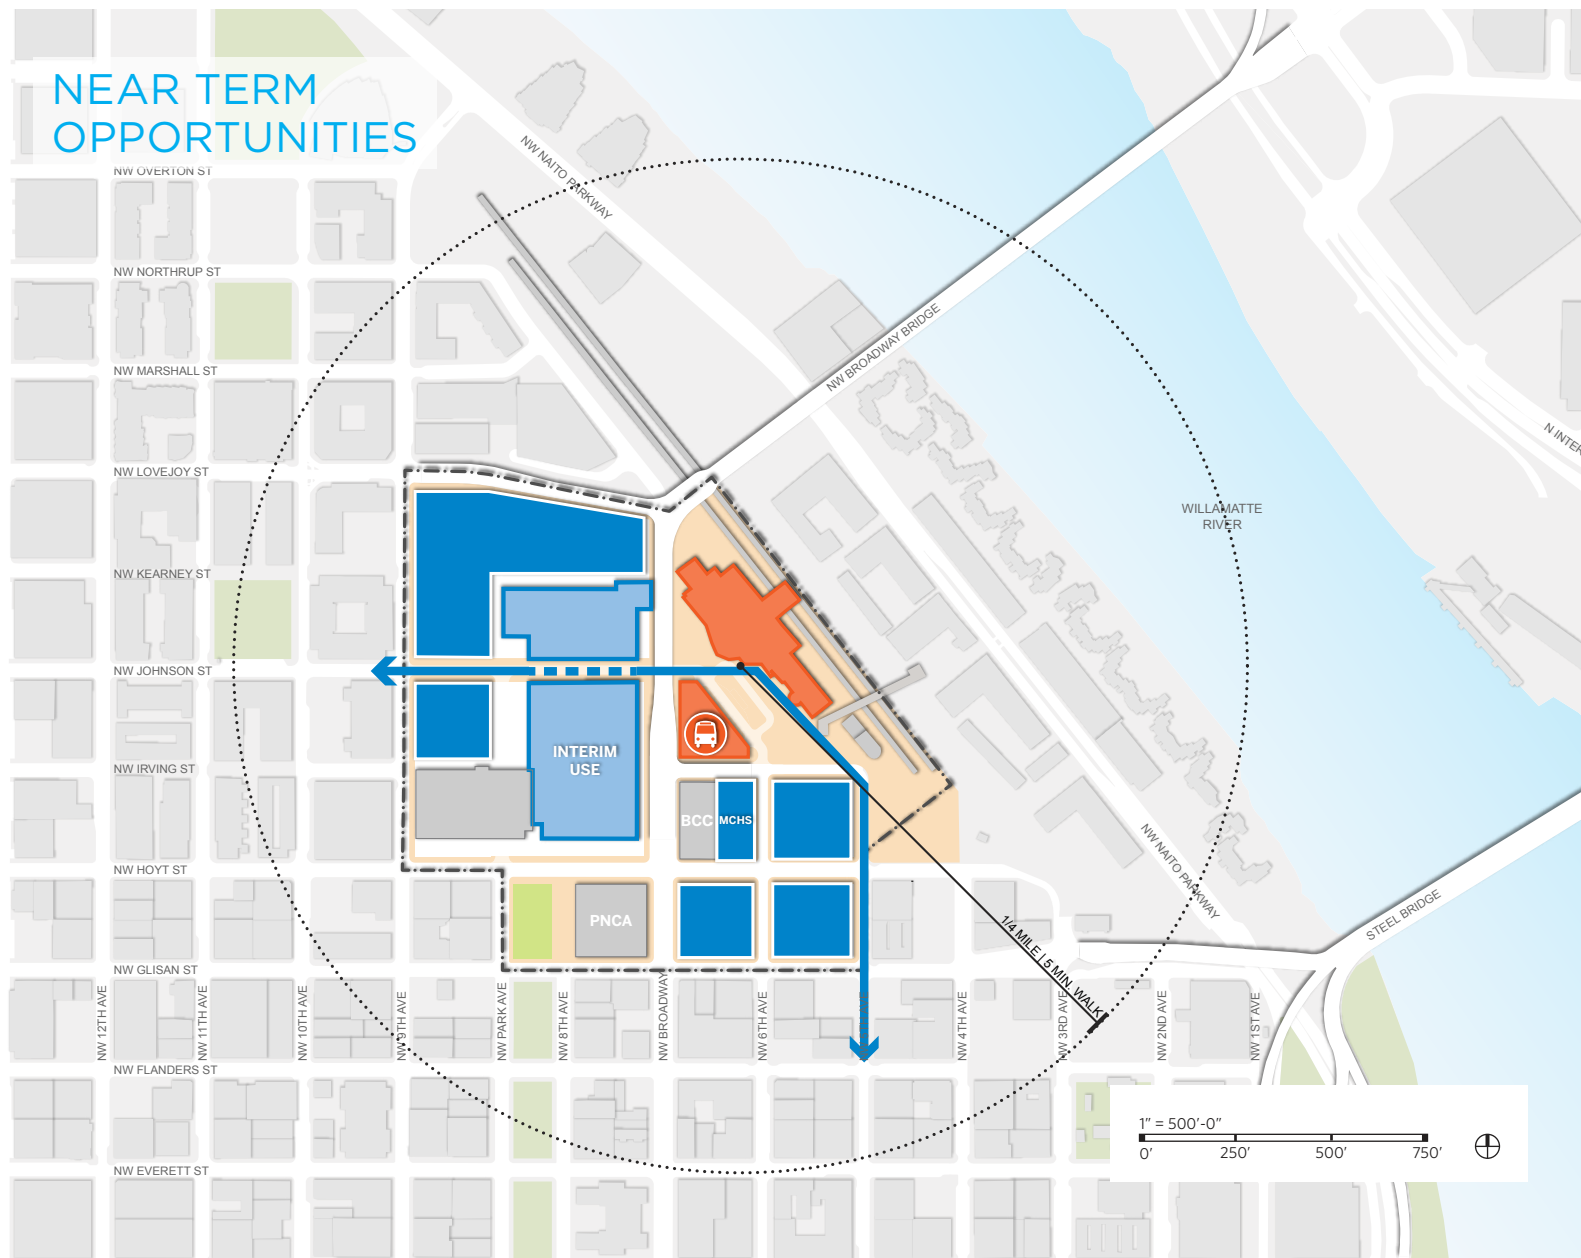 NEAR TERM
OPPORTUNITIES
NW OVERTON ST
NW NAITO PARKWAY
NW NORTHRUP ST
NW BROADWAY BRIDGE
NW MARSHALL ST
N INTER
NW LOVEJOY ST
WILLAMATTE
RIVER
NW KEARNEY ST
NW JOHNSON ST
INTERIM
USE
NW IRVING ST
BCC
MCHS
NW NAITO PARKWAY
NW HOYT ST
PNCA
STEEL BRIDGE
1/4 MILE | 5 MIN. WALK
NW GLISAN ST
NW 12TH AVE
NW 11TH AVE
NW 10TH AVE
NW 9TH AVE
NW PARK AVE
NW 8TH AVE
NW BROADWAY
NW 6TH AVE
NW 4TH AVE
NW 3RD AVE
NW 2ND AVE
NW 1ST AVE
NW FLANDERS ST
1" = 500'-0"
0' 250' 500' 750'
NW EVERETT ST